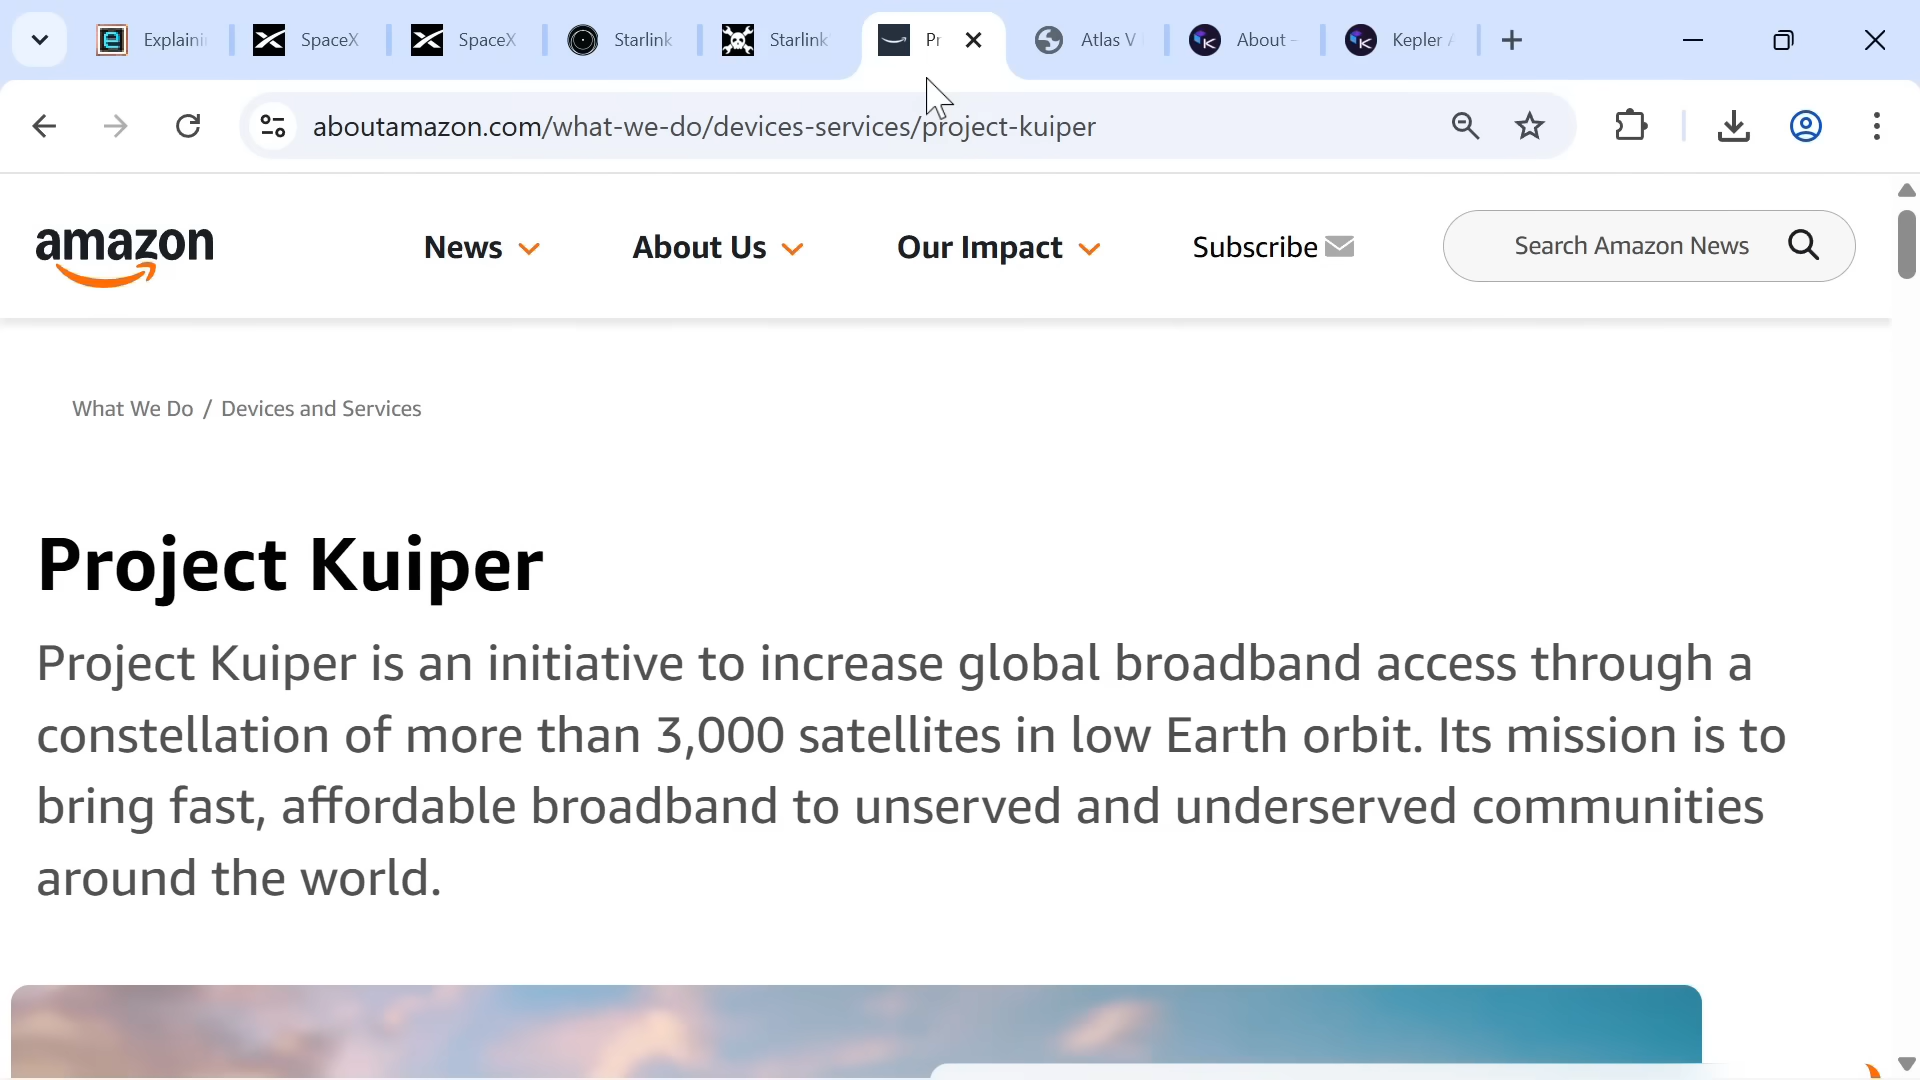 Explaini
SpaceX
SpaceX
Starlink
Starlink
Pr
Atlas V
About -
Kepler
aboutamazon.com/what-we-do/devices-services/project-kuiper
amazon
News
About Us
Our Impact
Subscribe
Search Amazon News
What We Do / Devices and Services
Project Kuiper
Project Kuiper is an initiative to increase global broadband access through a
constellation of more than 3,000 satellites in low Earth orbit. Its mission is to
bring fast, affordable broadband to unserved and underserved communities
around the world.